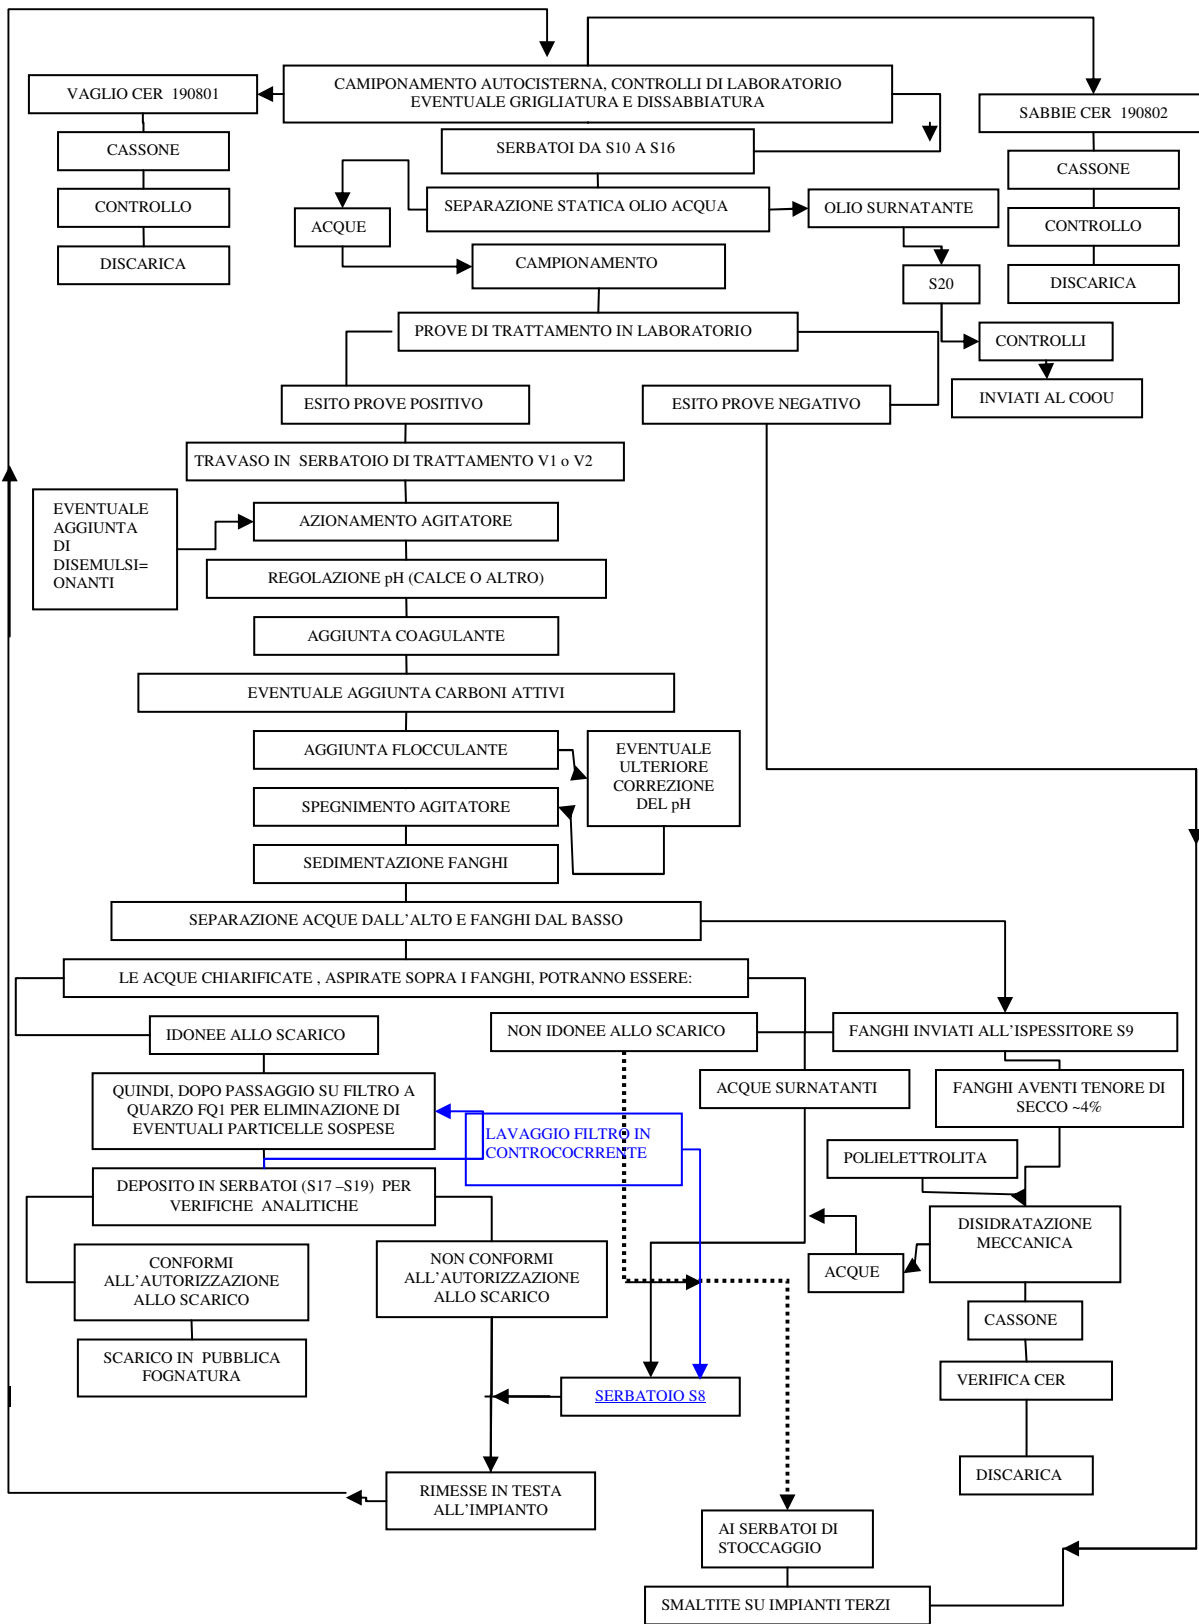 CAMIPONAMENTO AUTOCISTERNA, CONTROLLI DI LABORATORIO
EVENTUALE GRIGLIATURA E DISSABBIATURA
VAGLIO CER  190801
SABBIE CER  190802
CASSONE
SERBATOI DA S10 A S16
CASSONE
CONTROLLO
SEPARAZIONE STATICA OLIO ACQUA
OLIO SURNATANTE
CONTROLLO
ACQUE
DISCARICA
CAMPIONAMENTO
S20
DISCARICA
PROVE DI TRATTAMENTO IN LABORATORIO
CONTROLLI
ESITO PROVE POSITIVO
ESITO PROVE NEGATIVO
INVIATI AL COOU
TRAVASO IN  SERBATOIO DI TRATTAMENTO V1 o V2
EVENTUALE
AGGIUNTA
DI
DISEMULSI=
ONANTI
AZIONAMENTO AGITATORE
REGOLAZIONE pH (CALCE O ALTRO)
AGGIUNTA COAGULANTE
EVENTUALE AGGIUNTA CARBONI ATTIVI
AGGIUNTA FLOCCULANTE
EVENTUALE
ULTERIORE
CORREZIONE
DEL pH
SPEGNIMENTO AGITATORE
SEDIMENTAZIONE FANGHI
SEPARAZIONE ACQUE DALL'ALTO E FANGHI DAL BASSO
LE ACQUE CHIARIFICATE , ASPIRATE SOPRA I FANGHI, POTRANNO ESSERE:
IDONEE ALLO SCARICO
NON IDONEE ALLO SCARICO
FANGHI INVIATI ALL'ISPESSITORE S9
QUINDI, DOPO PASSAGGIO SU FILTRO A
QUARZO FQ1 PER ELIMINAZIONE DI
EVENTUALI PARTICELLE SOSPESE
ACQUE SURNATANTI
FANGHI AVENTI TENORE DI
SECCO ~4%
LAVAGGIO FILTRO IN
CONTROCOCRRENTE
POLIELETTROLITA
DEPOSITO IN SERBATOI (S17 –S19)  PER
VERIFICHE  ANALITICHE
DISIDRATAZIONE
MECCANICA
CONFORMI
ALL'AUTORIZZAZIONE
ALLO SCARICO
NON CONFORMI
ALL'AUTORIZZAZIONE
ALLO SCARICO
ACQUE
CASSONE
SCARICO IN  PUBBLICA
FOGNATURA
VERIFICA CER
SERBATOIO S8
DISCARICA
RIMESSE IN TESTA
ALL'IMPIANTO
AI SERBATOI DI
STOCCAGGIO
SMALTITE SU IMPIANTI TERZI